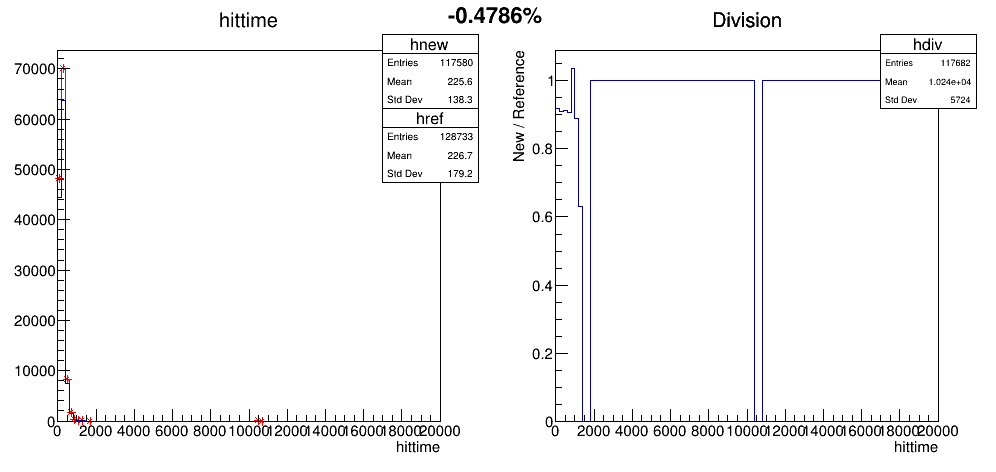 -0.4786%
hittime
hnew
Entries 117580
Mean 225.6
Std Dev 138.3
href
Entries 128733
Mean 226.7
Std Dev 179.2
70000
60000
50000
40000
30000
20000
10000
0
0 2000 4000 6000 8000 10000 12000 14000 16000 18000 20000
hittime
Division
hdiv
Entries 117682
Mean 1.024e+04
Std Dev 5724
New / Reference
1
0.8
0.6
0.4
0.2
0
0 2000 4000 6000 8000 10000 12000 14000 16000 18000 20000
hittime